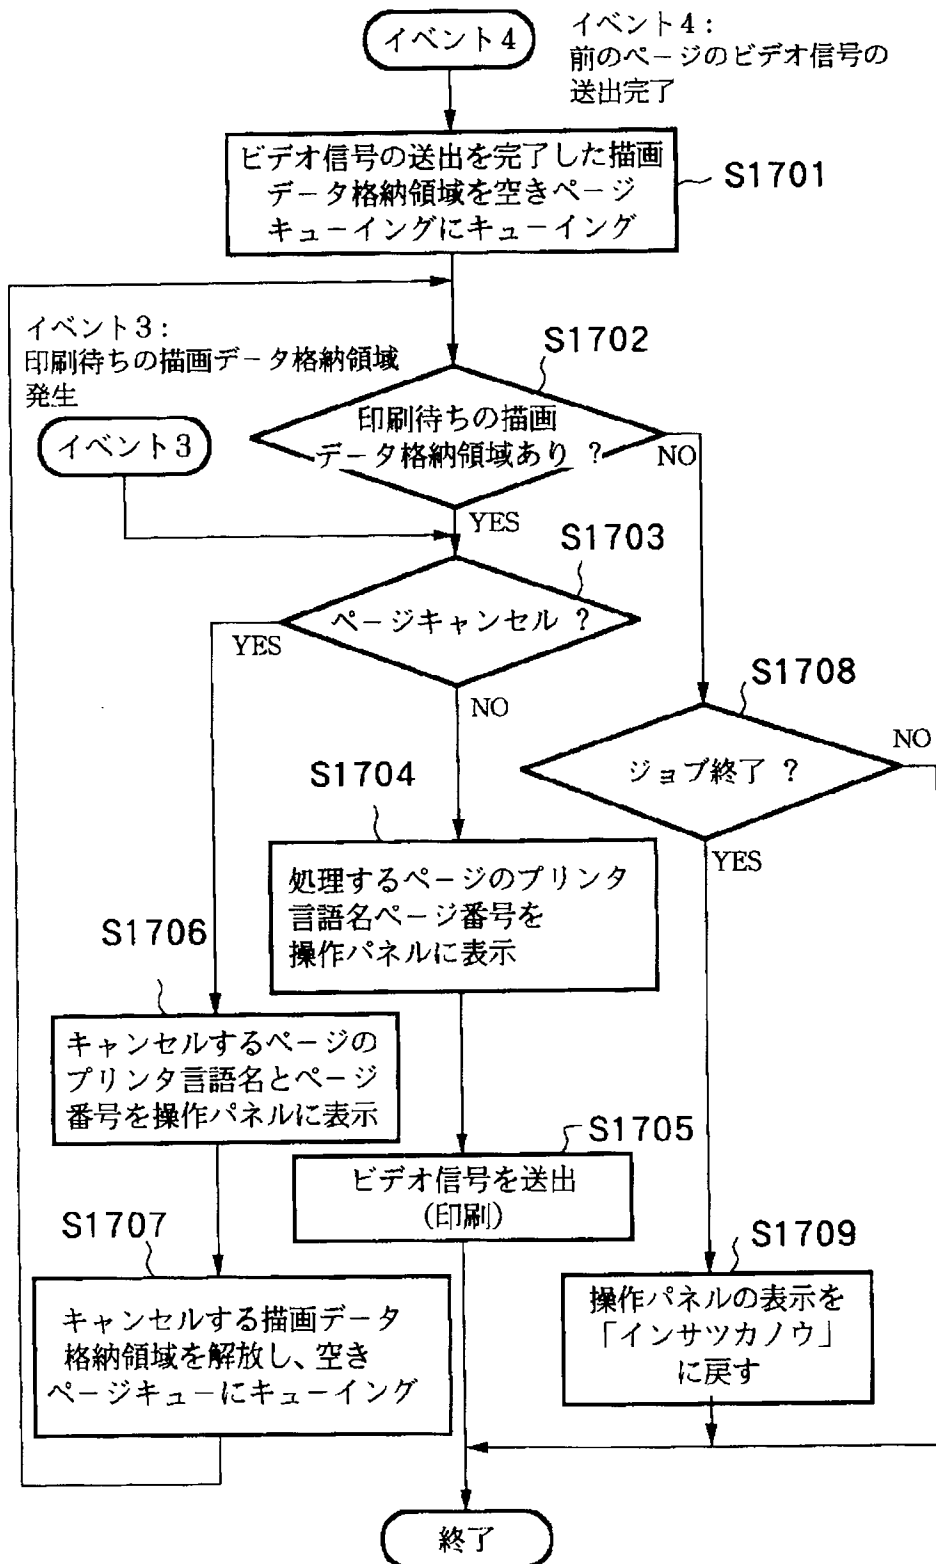 イベント4
イベント4：
前のページのビデオ信号の
送出完了
ビデオ信号の送出を完了した描画
データ格納領域を空きページ
キューイングにキューイング
S1701
イベント3：
印刷待ちの描画データ格納領域
発生
イベント3
S1702
印刷待ちの描画
データ格納領域あり ？
NO
YES
S1703
ページキャンセル ？
YES
NO
S1708
ジョブ終了 ？
NO
YES
S1704
処理するページのプリンタ
言語名ページ番号を
操作パネルに表示
S1706
キャンセルするページの
プリンタ言語名とページ
番号を操作パネルに表示
S1705
ビデオ信号を送出
(印刷)
S1707
キャンセルする描画データ
格納領域を解放し、空き
ページキューにキューイング
S1709
操作パネルの表示を
「インサツカノウ」
に戻す
終了